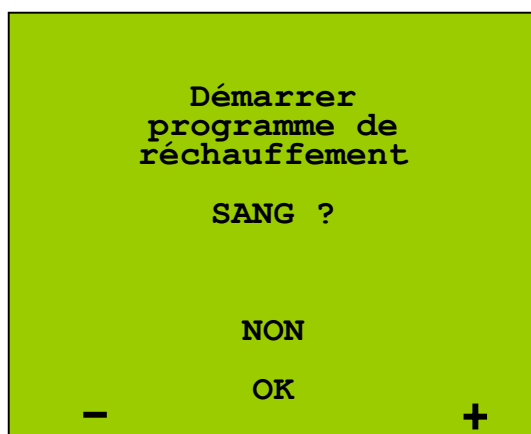 Démarrer
programme de
réchauffement
SANG ?
NON
OK
- +